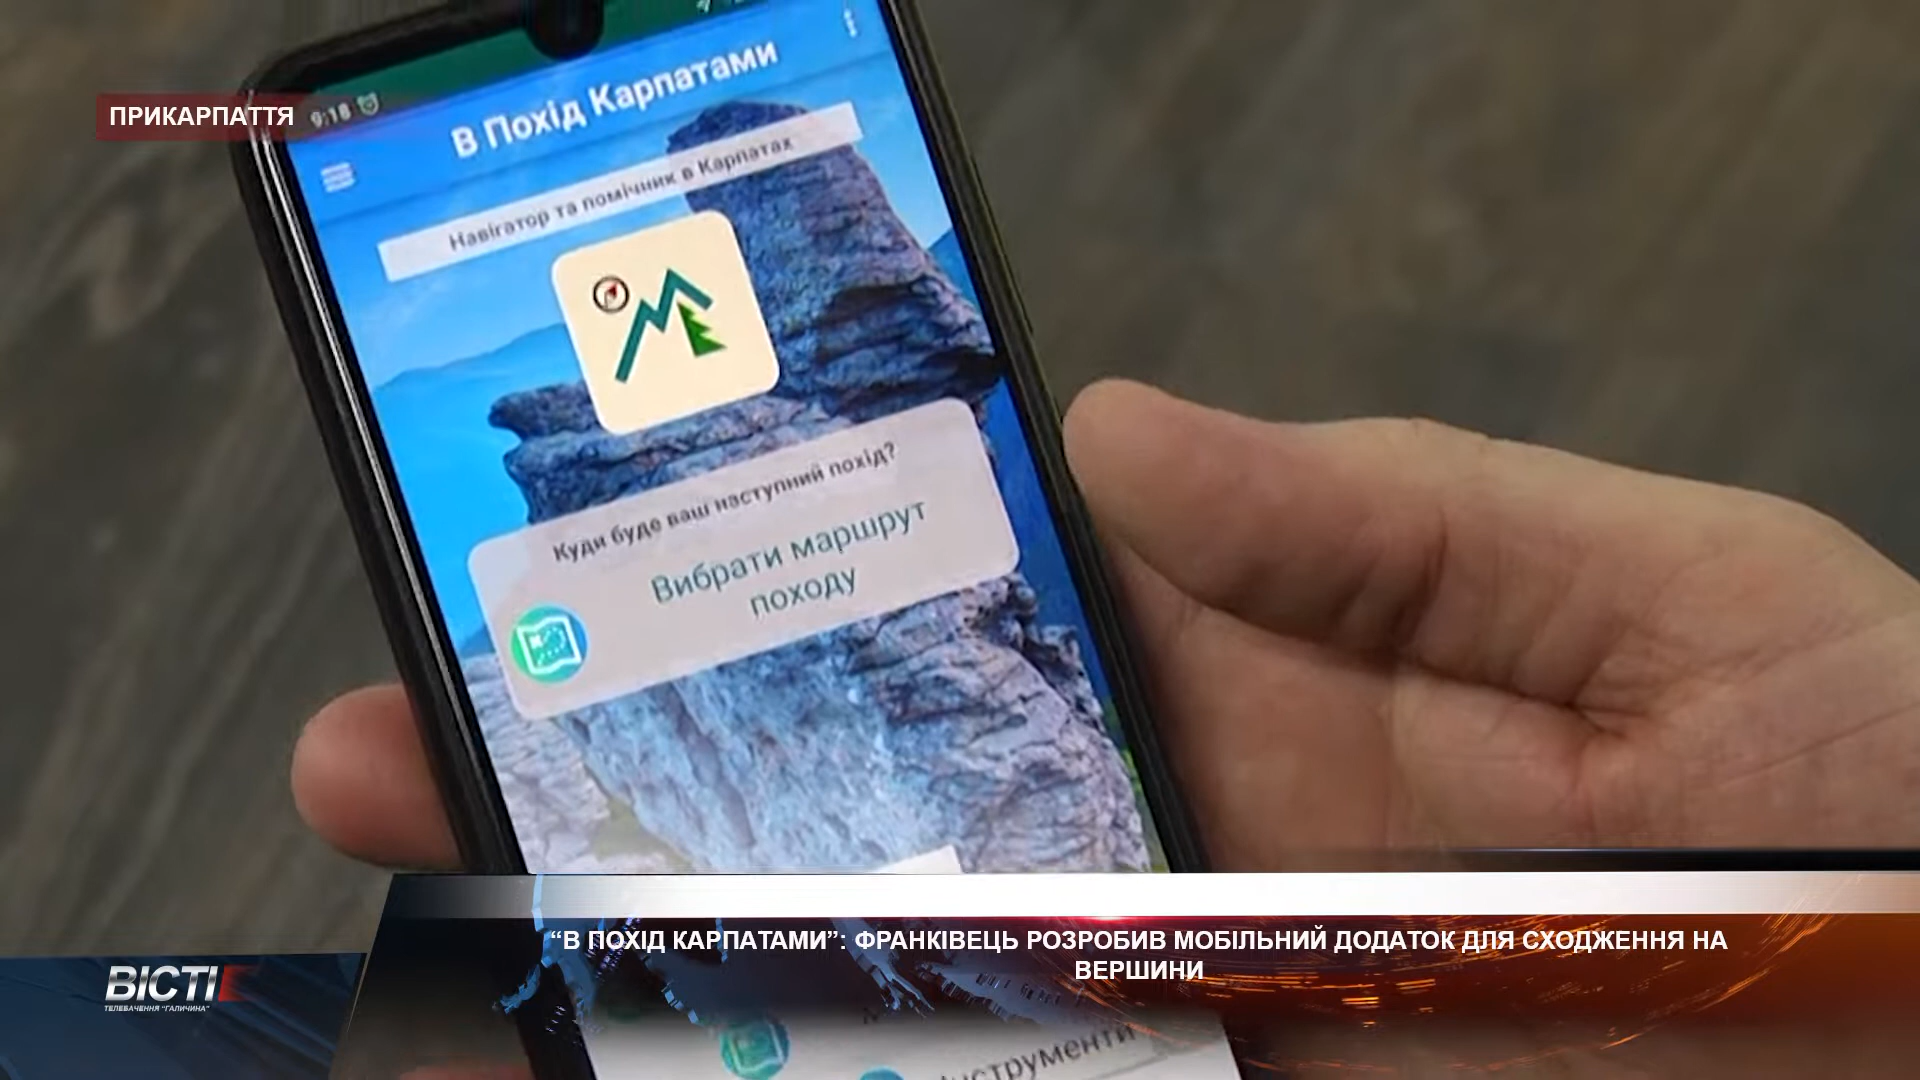 ПРИКАРПАТТЯ
9:18
В Похід Карпатами
Навігатор та помічник в Карпатах
Куди буде ваш наступний похід?
Вибрати маршрут
походу
“В ПОХІД КАРПАТАМИ”: ФРАНКІВЕЦЬ РОЗРОБИВ МОБІЛЬНИЙ ДОДАТОК ДЛЯ СХОДЖЕННЯ НА
ВЕРШИНИ
ВІСТІ
ТЕЛЕБАЧЕННЯ "ГАЛИЧИНА"